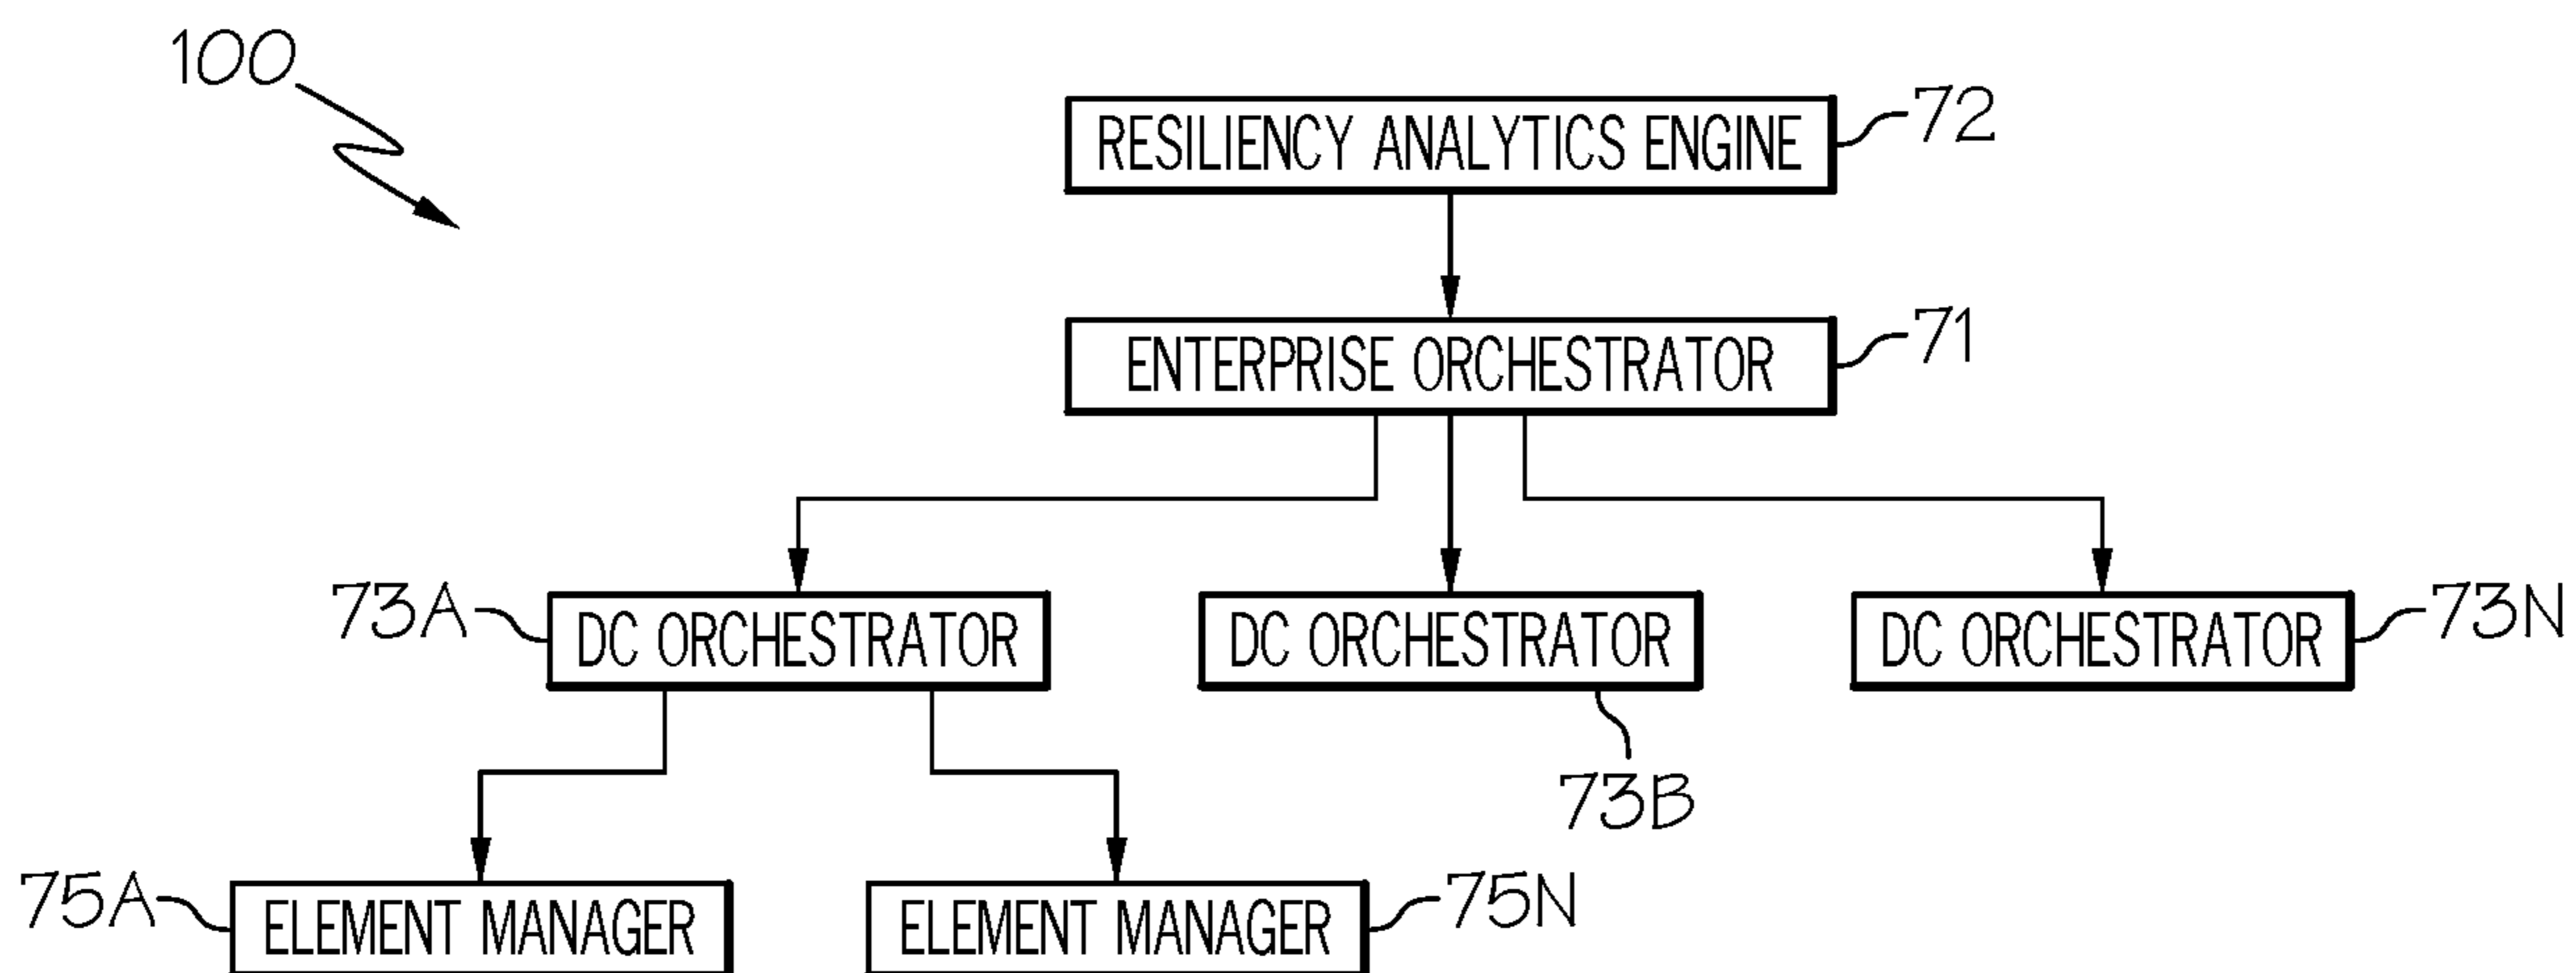 100
RESILIENCY ANALYTICS ENGINE 72
ENTERPRISE ORCHESTRATOR 71
73A DC ORCHESTRATOR DC ORCHESTRATOR DC ORCHESTRATOR 73N
73B
75A ELEMENT MANAGER ELEMENT MANAGER 75N